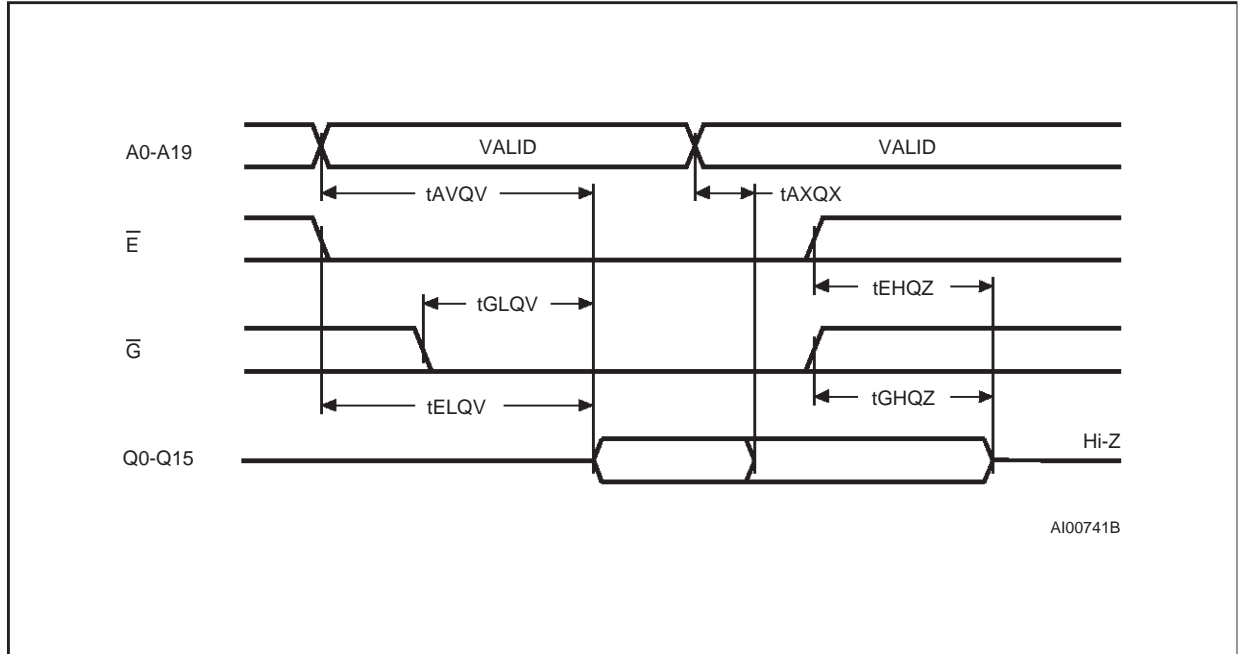 A0-A19
VALID
VALID
tAVQV
tAXQX
E̅
tEHQZ
tGLQV
G̅
tELQV
tGHQZ
Q0-Q15
Hi-Z
AI00741B